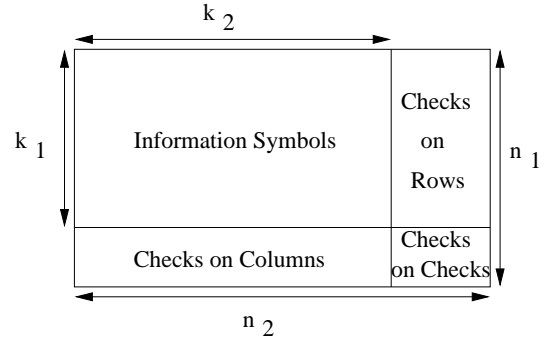 k 2
Checks
on
Rows
k 1
Information Symbols
n 1
Checks on Columns
Checks
on Checks
n 2